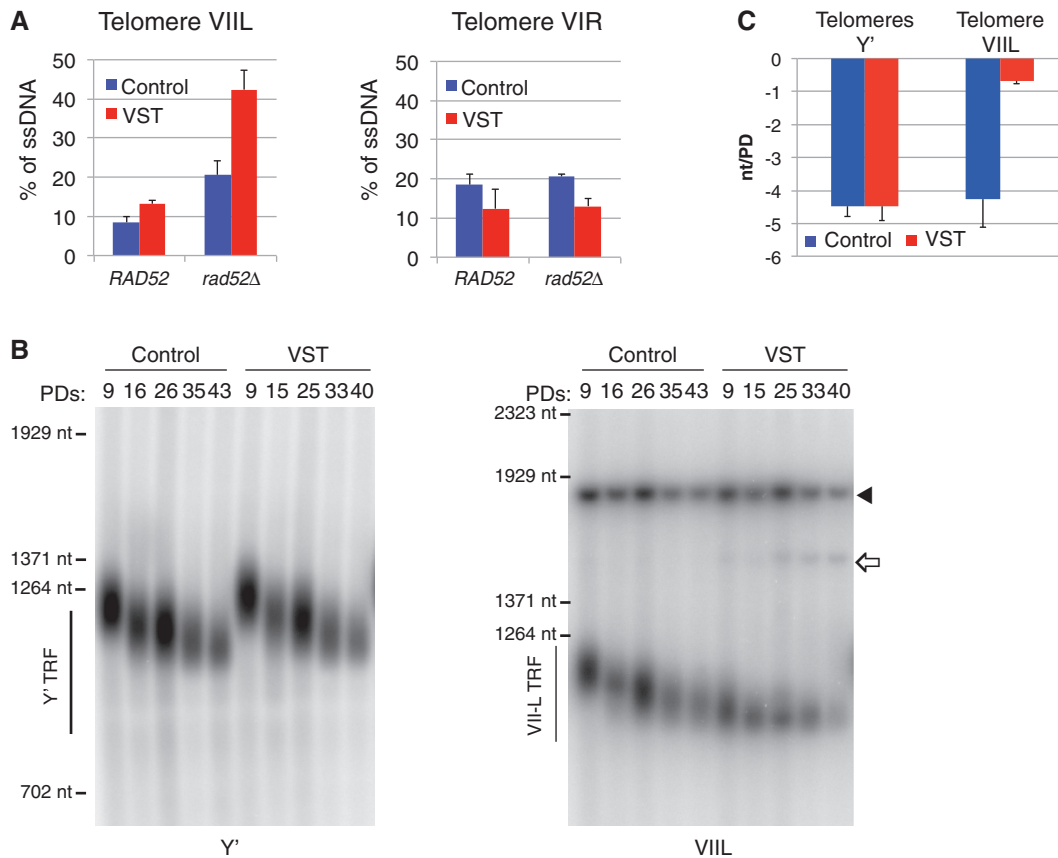 A
Telomere VIIL
% of ssDNA
50
40
30
20
10
0
Control
VST
RAD52
rad52Δ
Telomere VIR
% of ssDNA
50
40
30
20
10
0
Control
VST
RAD52
rad52Δ
C
Telomeres Telomere
Y' VIIL
nt/PD
0
-1
-2
-3
-4
-5
-6
Control VST
B
Control VST
PDs: 9 16 26 35 43 9 15 25 33 40
1929 nt
1371 nt
1264 nt
Y' TRF
702 nt
Y'
Control VST
PDs: 9 16 26 35 43 9 15 25 33 40
2323 nt
1929 nt
1371 nt
1264 nt
VII-L TRF
VIIL